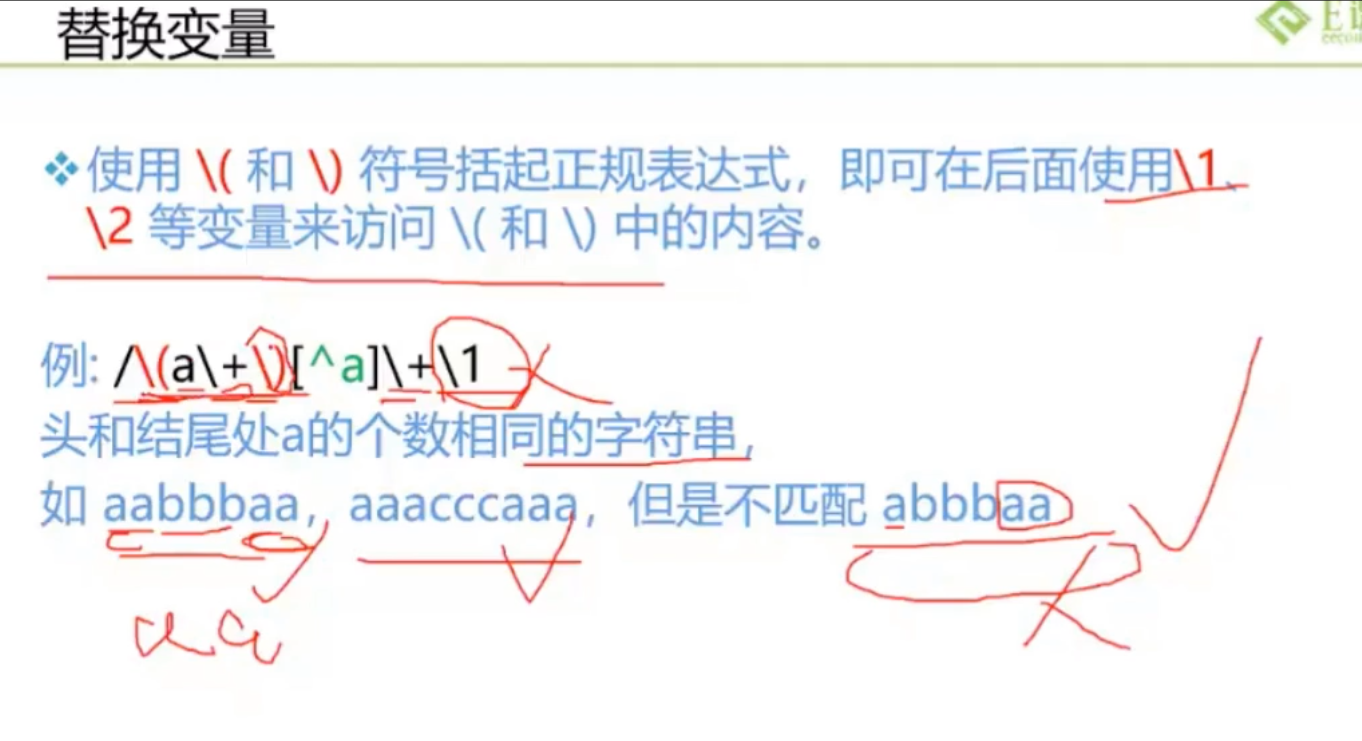 替换变量
E
使用 \( 和 \) 符号括起正规表达式，即可在后面使用\1、
\2 等变量来访问 \( 和 \) 中的内容。
例: /\(a\+\)[^a]\+\1
头和结尾处a的个数相同的字符串,
如 aabbbaa，aaacccaaa，但是不匹配 abbbaa
aa